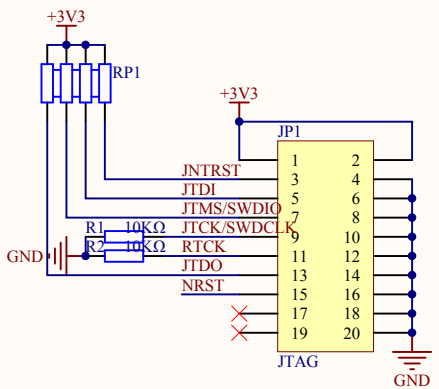 +3V3
RP1
+3V3
JP1
1 2
JNTRST 3 4
JTDI 5 6
JTMS/SWDIO 7 8
R1 10KΩ JTCK/SWDCLK 9 10
GND R2 10KΩ RTCK 11 12
JTDO 13 14
NRST 15 16
17 18
19 20
JTAG
GND